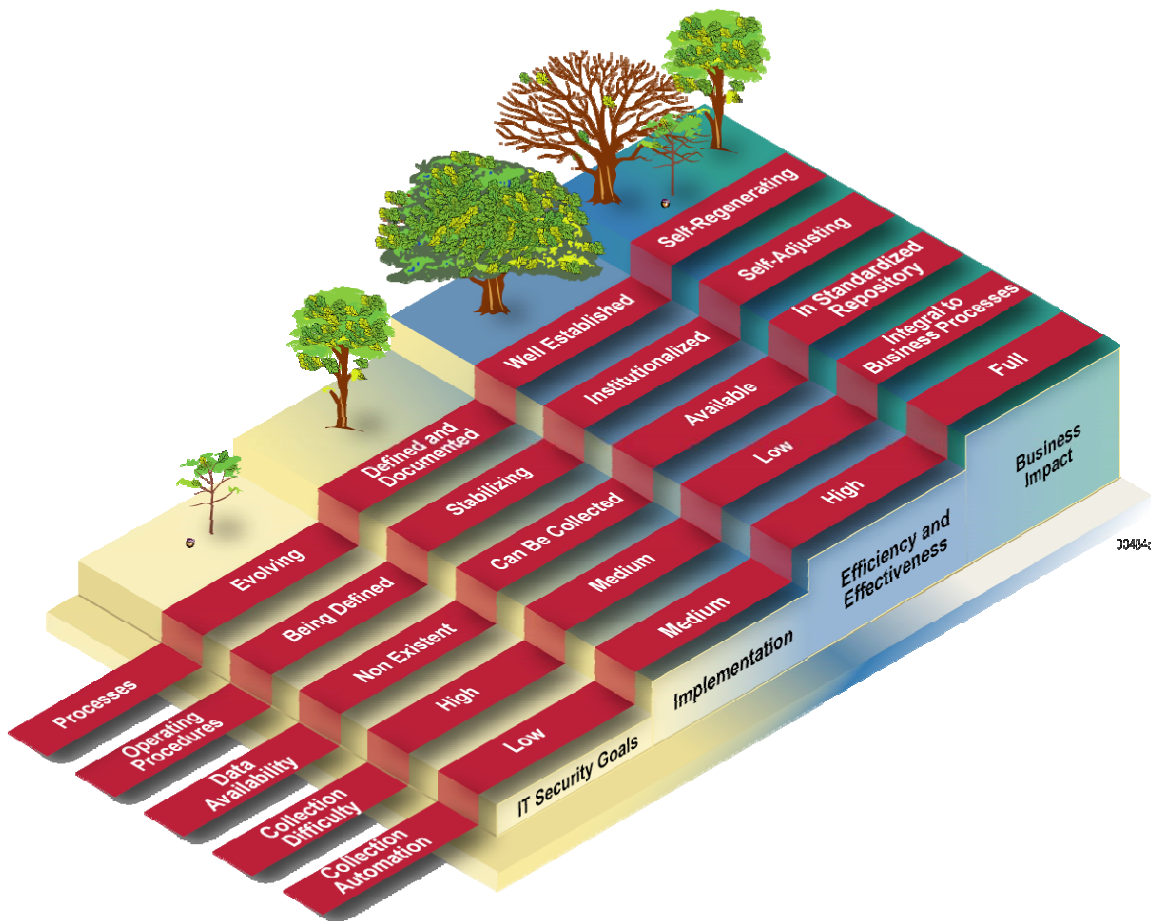 Self-Regenerating
Self-Adjusting
In Standardized
Repository
Integral to
Business Processes
Full
Well Established
Institutionalized
Available
Low
High
Defined and
Documented
Stabilizing
Can Be Collected
Medium
Medium
Evolving
Being Defined
Non Existent
High
Low
Processes
Operating
Procedures
Data
Availability
Collection
Difficulty
Collection
Automation
IT Security Goals
Implementation
Efficiency and
Effectiveness
Business
Impact